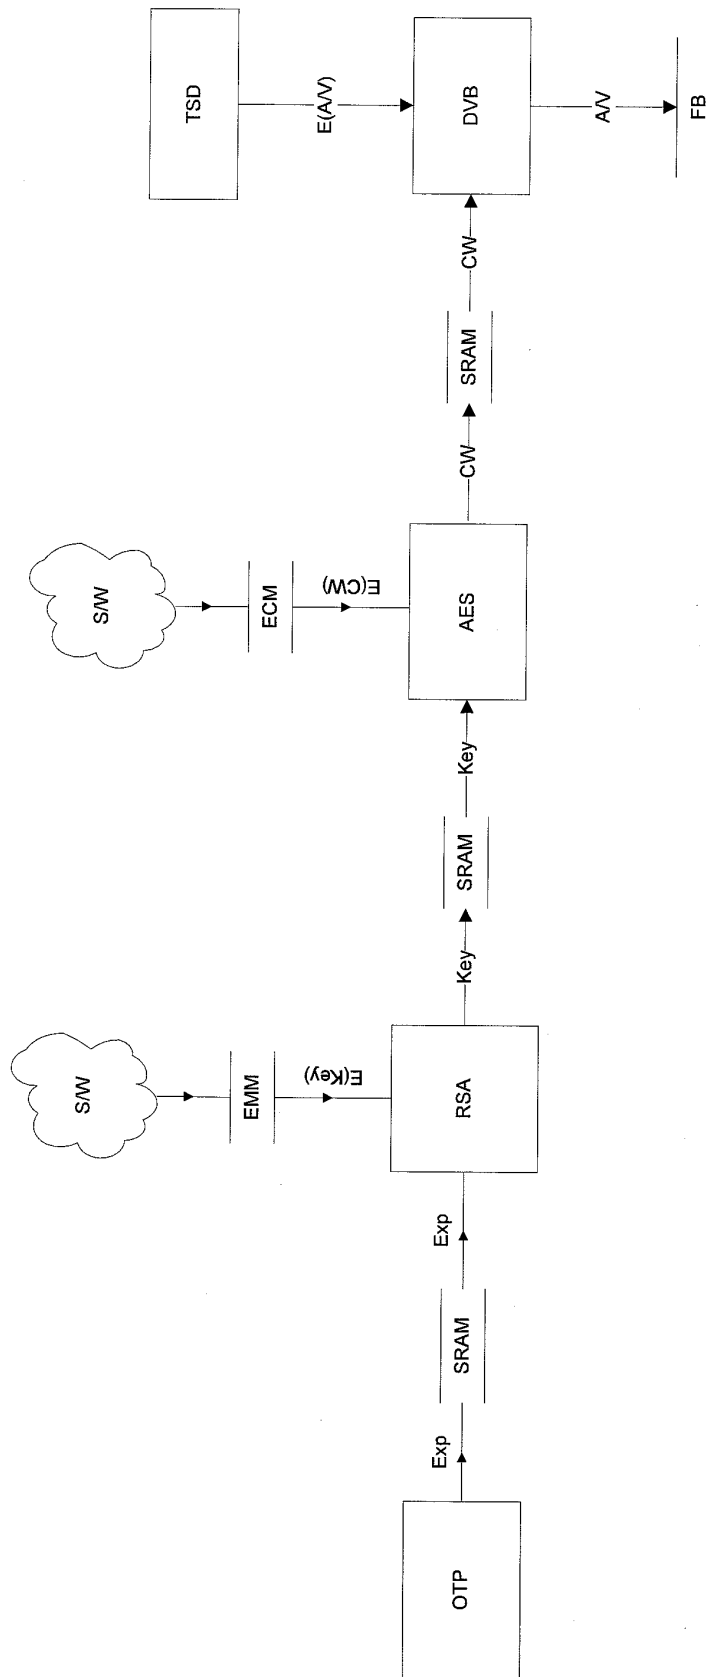 S/W
S/W
TSD
EMM
ECM
E(Key)
E(CW)
E(A/V)
OTP
Exp
SRAM
Exp
RSA
Key
SRAM
Key
AES
CW
SRAM
CW
DVB
A/V
FB